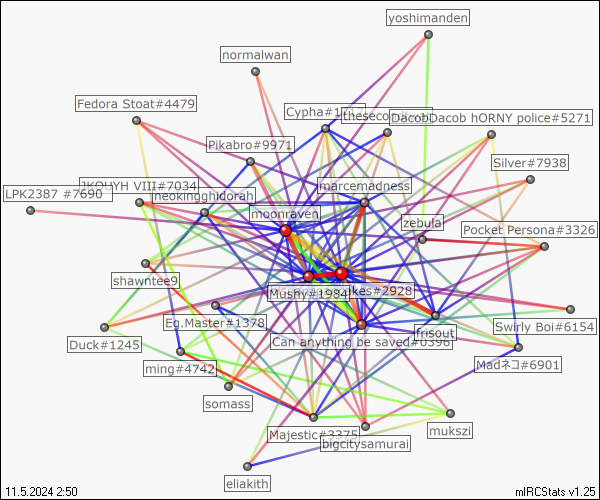 yoshimanden
normalwan
Fedora Stoat#4479
Cypha#1
thesecon
DacobDacob hORNY police#5271
Pikabro#9971
Silver#7938
JKOUYH VIII#7034
marcemadness
LPK2387 #7690
neokingghidorah
moonraven
zebula
Pocket Persona#3326
shawntee9
Mushy#1984
ikes#2928
Eg.Master#1378
Swirly Boi#6154
frisout
Duck#1245
Can anything be saved#0396
ming#4742
Madネコ#6901
somass
Majestic#3375
mukszi
bigcitysamurai
eliakith
11.5.2024 2:50
mIRCStats v1.25